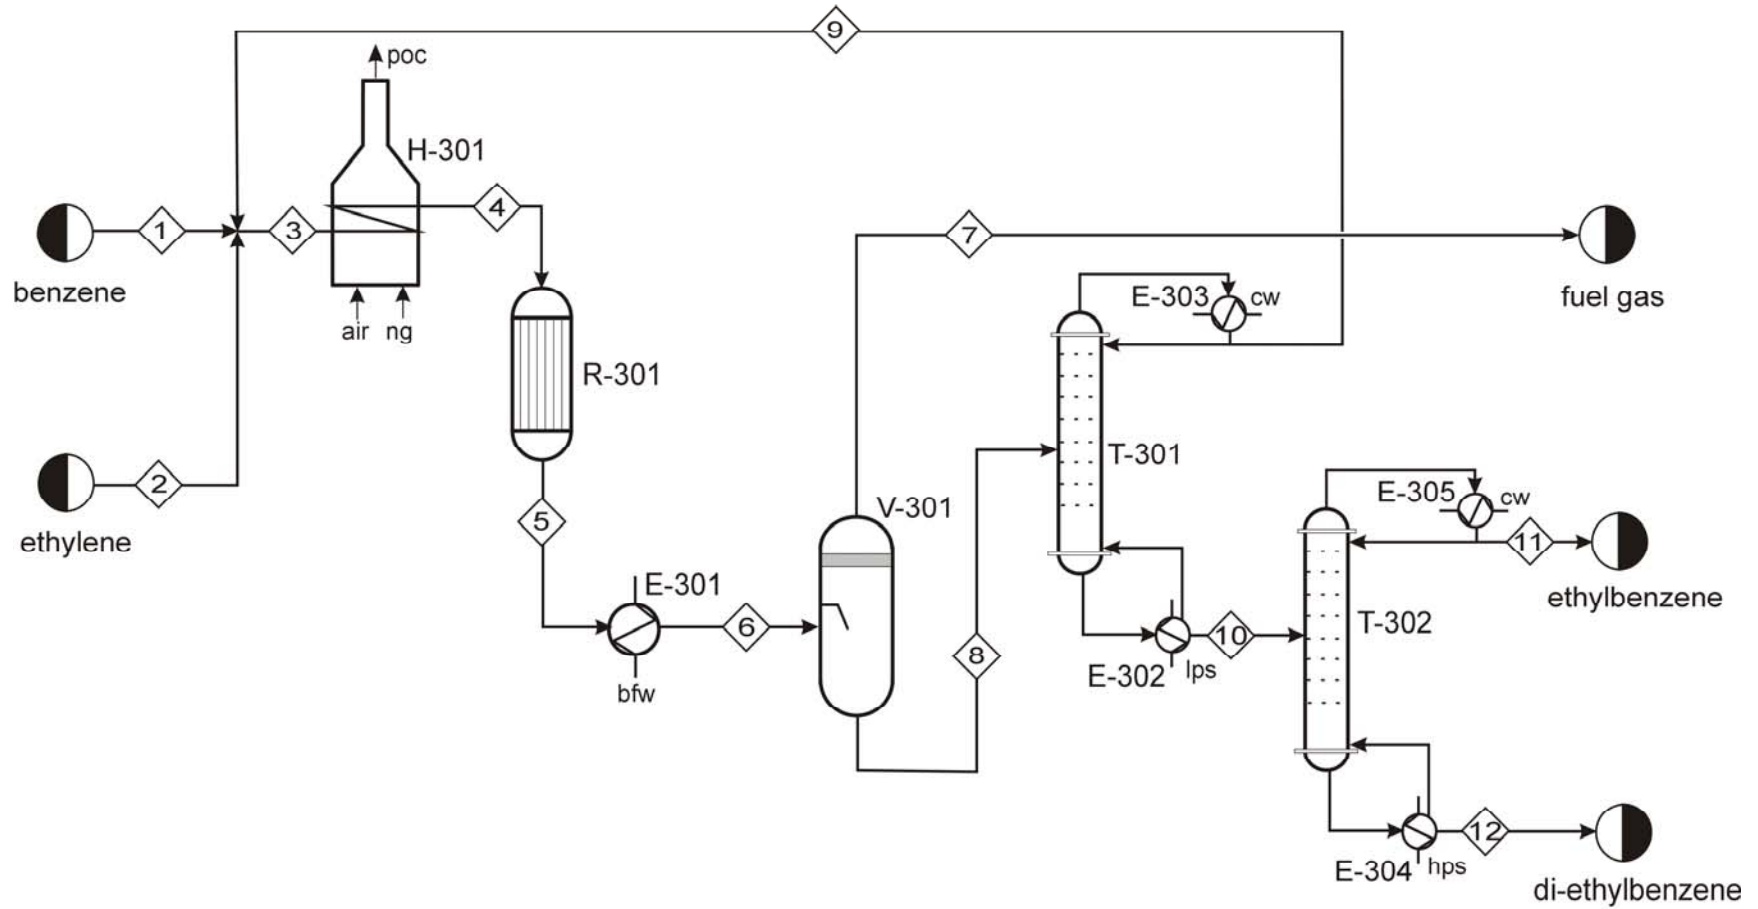 9
poc
H-301
4
1
3
7
benzene
air
ng
fuel gas
E-303
cw
R-301
T-301
2
ethylene
5
V-301
E-305
cw
11
ethylbenzene
E-301
6
bfw
8
10
E-302
lps
T-302
12
E-304
hps
di-ethylbenzene